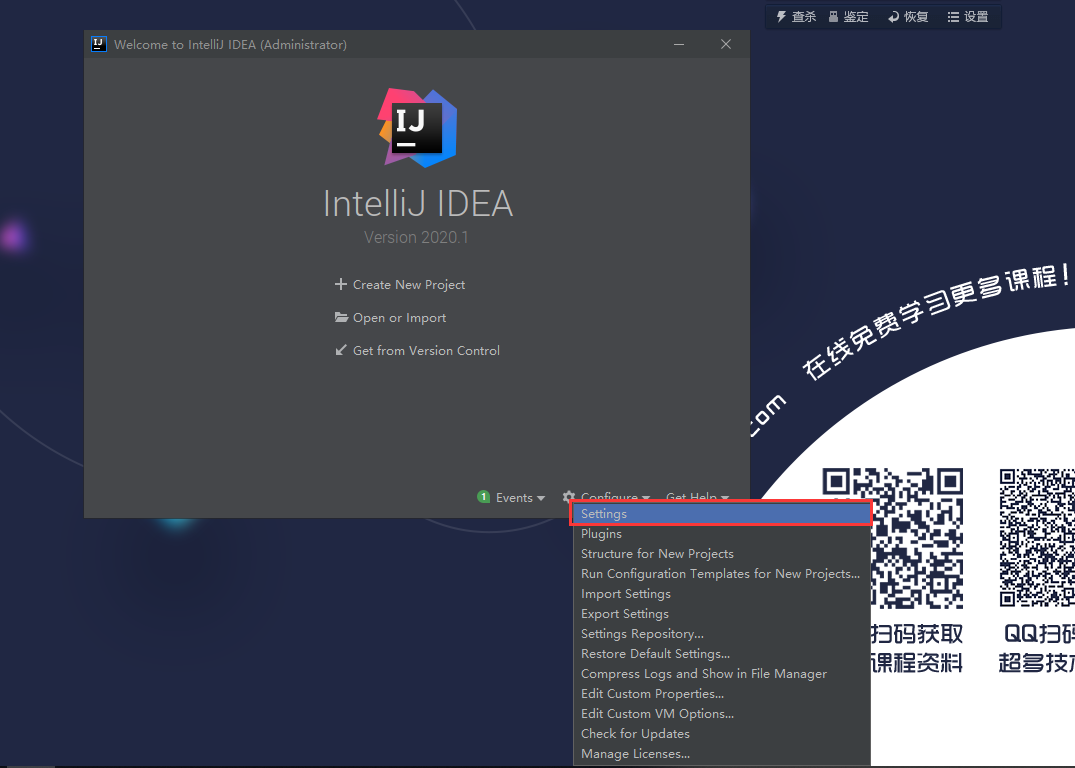 查杀 鉴定 恢复 设置
Welcome to IntelliJ IDEA (Administrator)
IJ
IntelliJ IDEA
Version 2020.1
Create New Project
Open or Import
Get from Version Control
1 Events Configure Get Help
Settings
Plugins
Structure for New Projects
Run Configuration Templates for New Projects...
Import Settings
Export Settings
Settings Repository...
Restore Default Settings...
Compress Logs and Show in File Manager
Edit Custom Properties...
Edit Custom VM Options...
Check for Updates
Manage Licenses...
.com 在线免费学习更多课程!
扫码获取
课程资料
QQ扫码
超多技